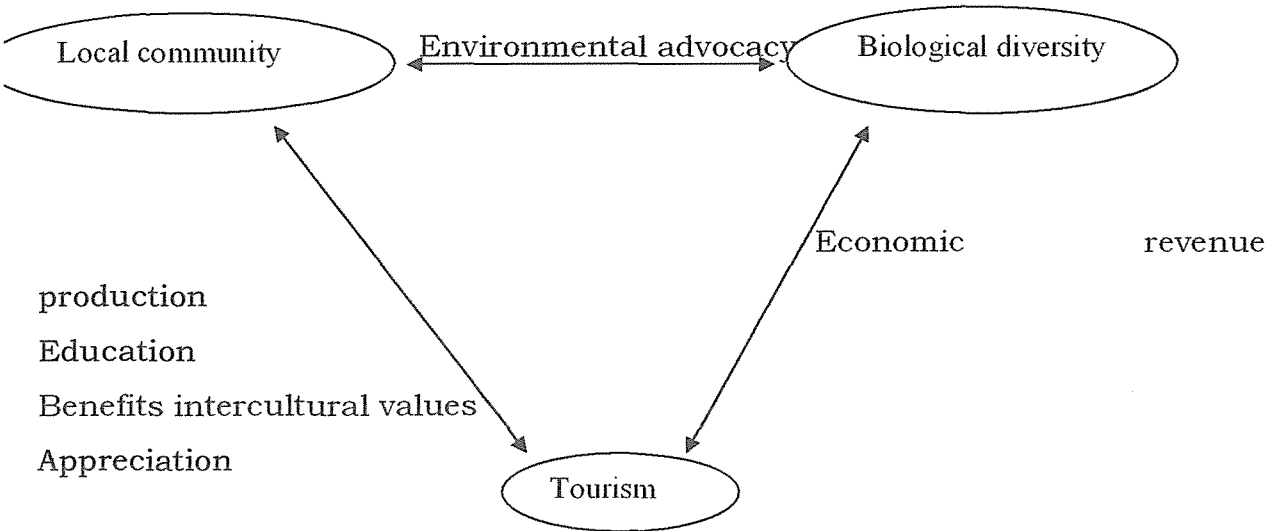 Local community
Environmental advocacy
Biological diversity
Economic revenue
production
Education
Benefits intercultural values
Appreciation
Tourism